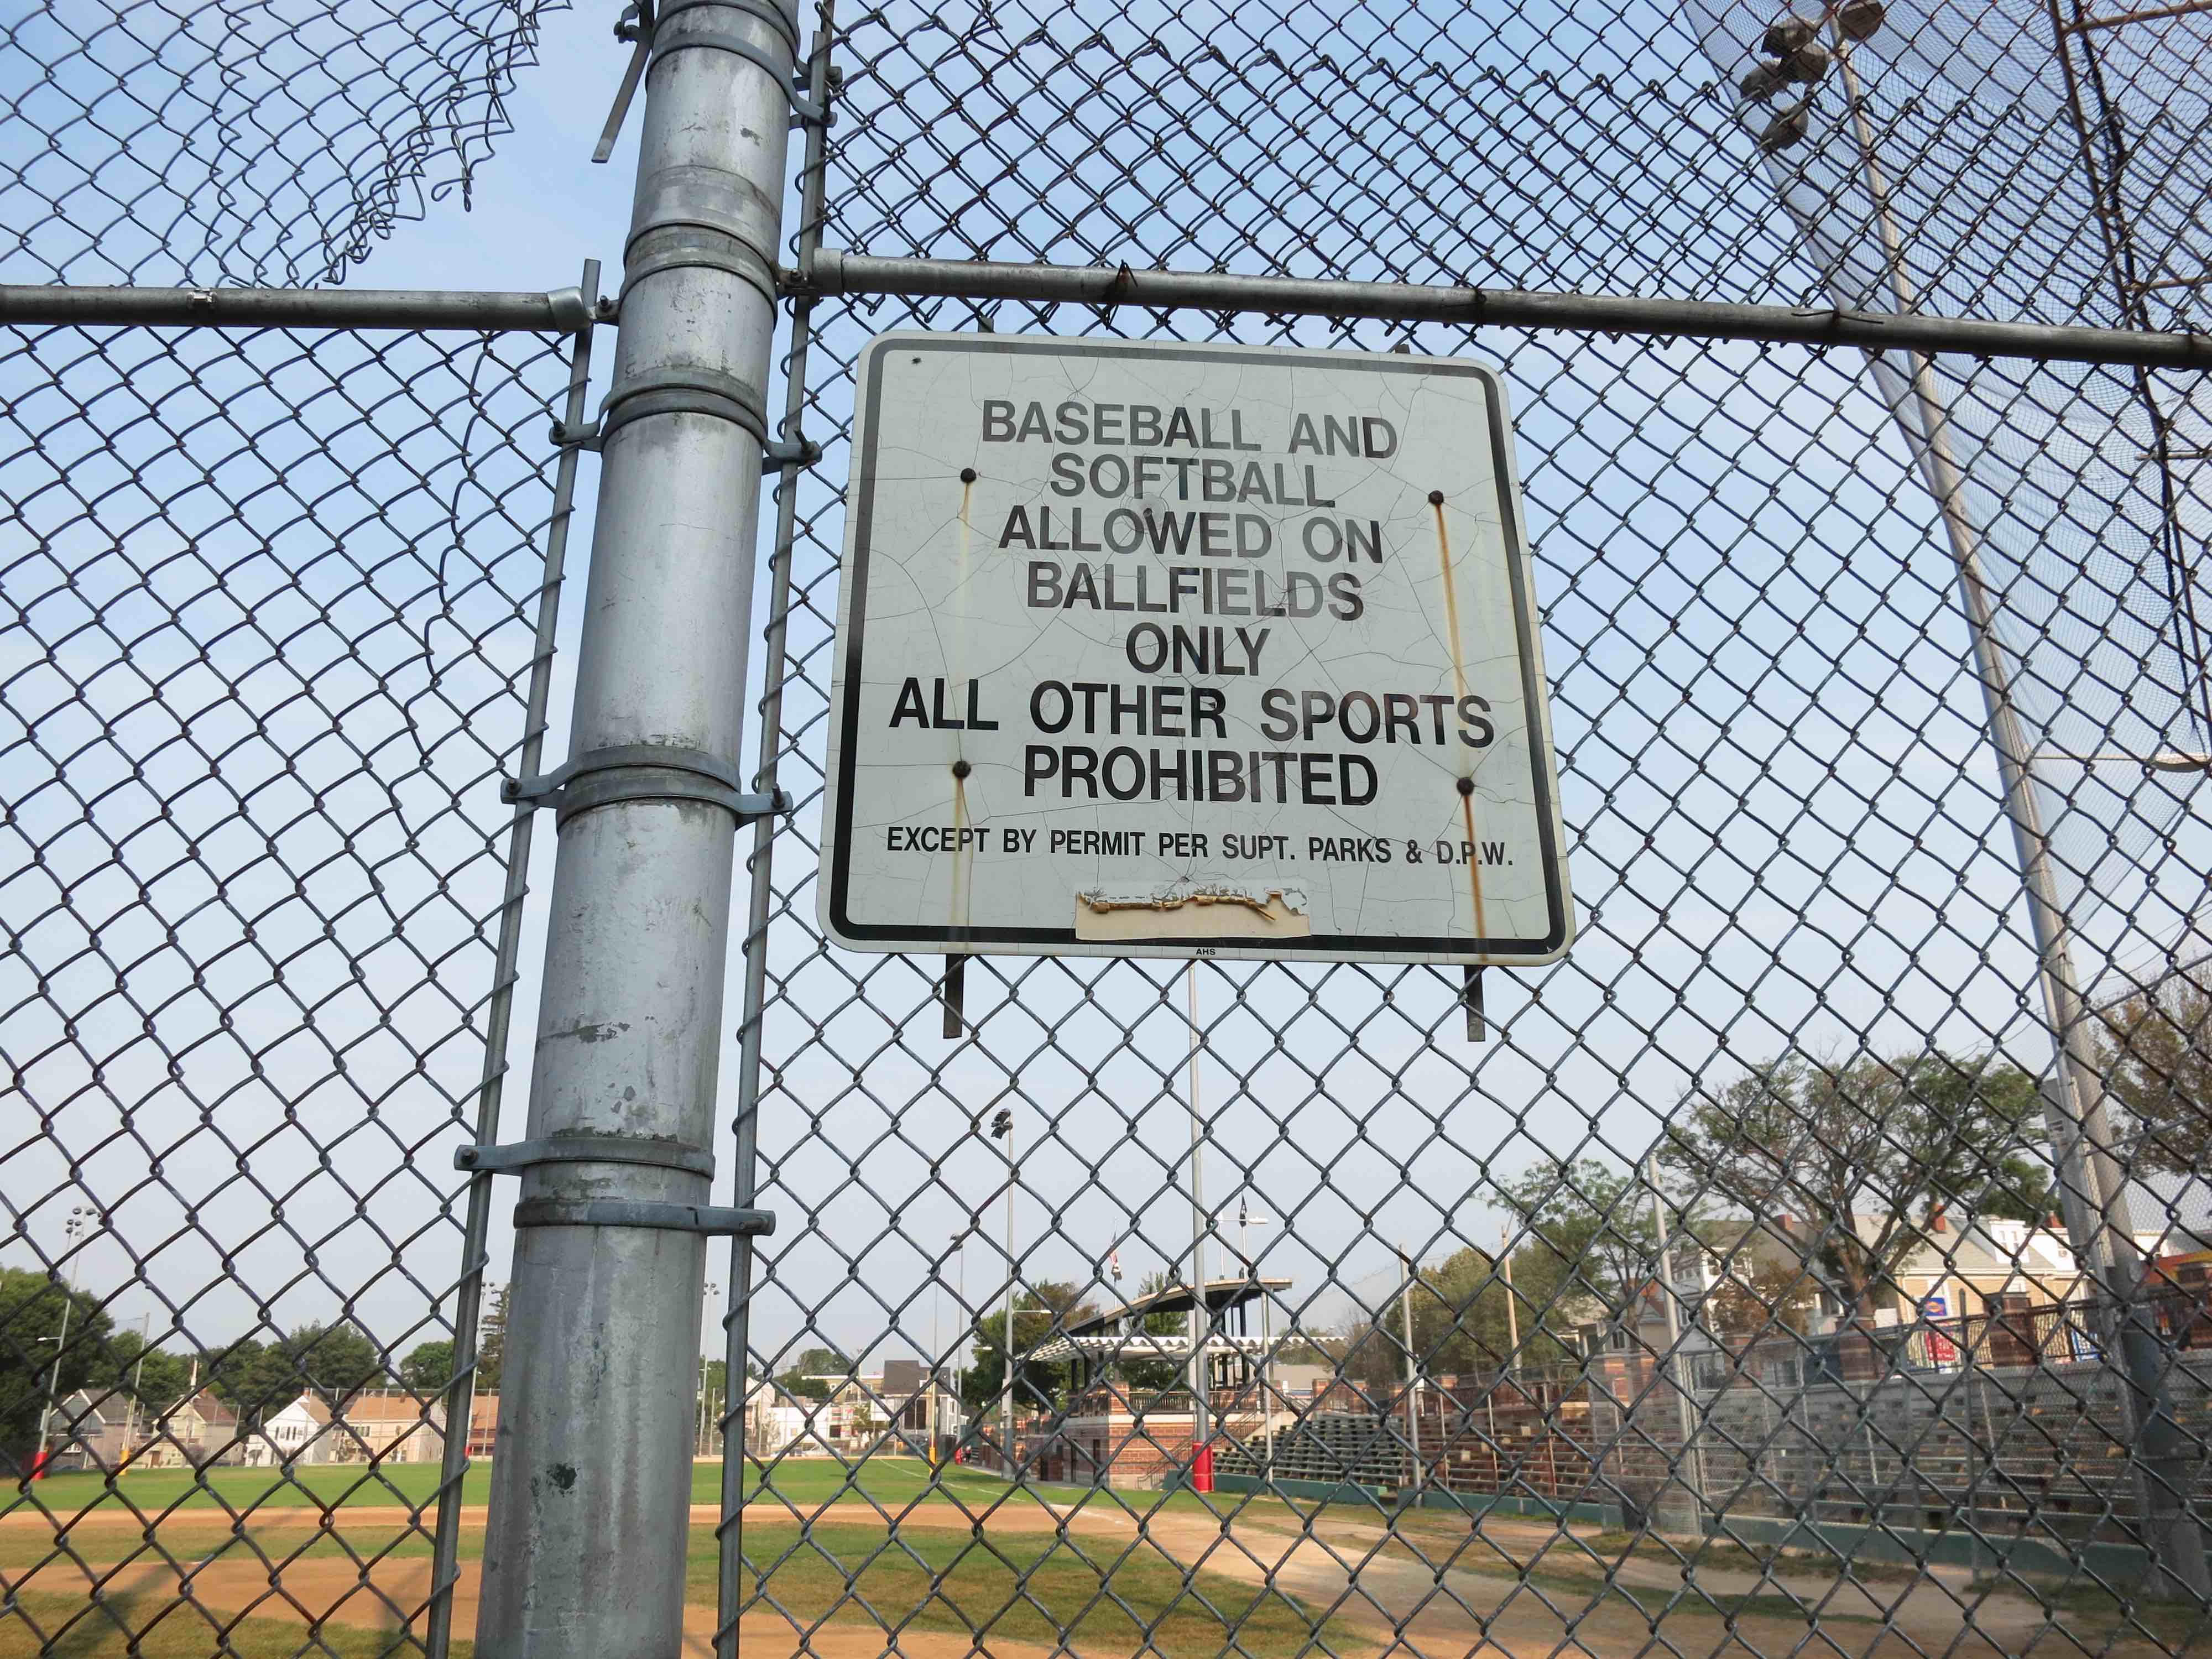 BASEBALL AND
SOFTBALL
ALLOWED ON
BALLFIELDS
ONLY
ALL OTHER SPORTS
PROHIBITED
EXCEPT BY PERMIT PER SUPT. PARKS & D.P.W.
AHS